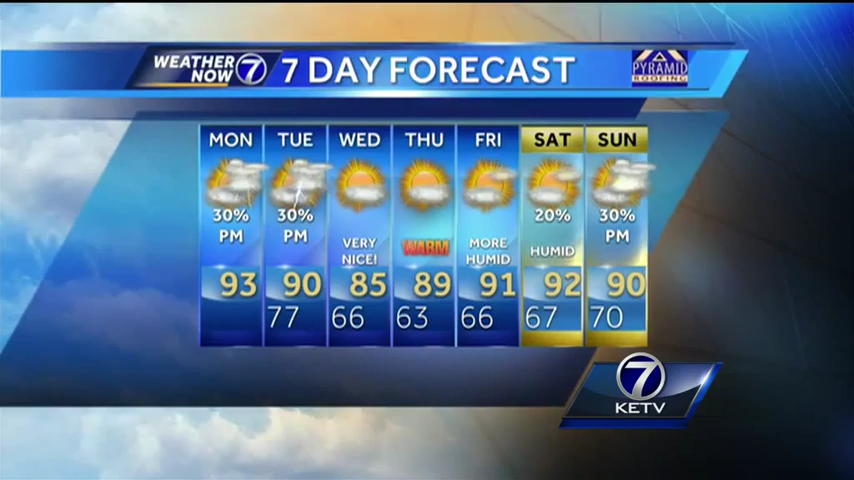 WEATHER NOW 7
7 DAY FORECAST
PYRAMID
ROOFING
MON TUE WED THU FRI SAT SUN
30% 30% 20% 30%
PM PM PM
VERY NICE! WARM MORE HUMID HUMID
93 90 85 89 91 92 90
77 66 63 66 67 70
7
KETV